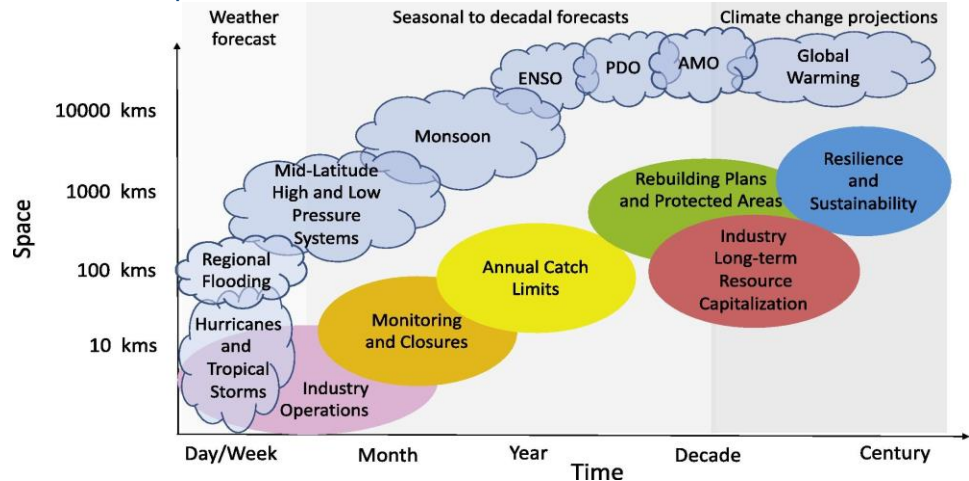 Weather
forecast
Seasonal to decadal forecasts
Climate change projections
ENSO
PDO
AMO
Global
Warming
10000 kms
Monsoon
Mid-Latitude
High and Low
Pressure
Systems
Resilience
and
Sustainability
1000 kms
Rebuilding Plans
and Protected Areas
Space
Industry
Long-term
Resource
Capitalization
Regional
Flooding
100 kms
Annual Catch
Limits
Hurricanes
and
Tropical
Storms
Monitoring
and Closures
10 kms
Industry
Operations
Day/Week
Month
Year
Decade
Century
Time